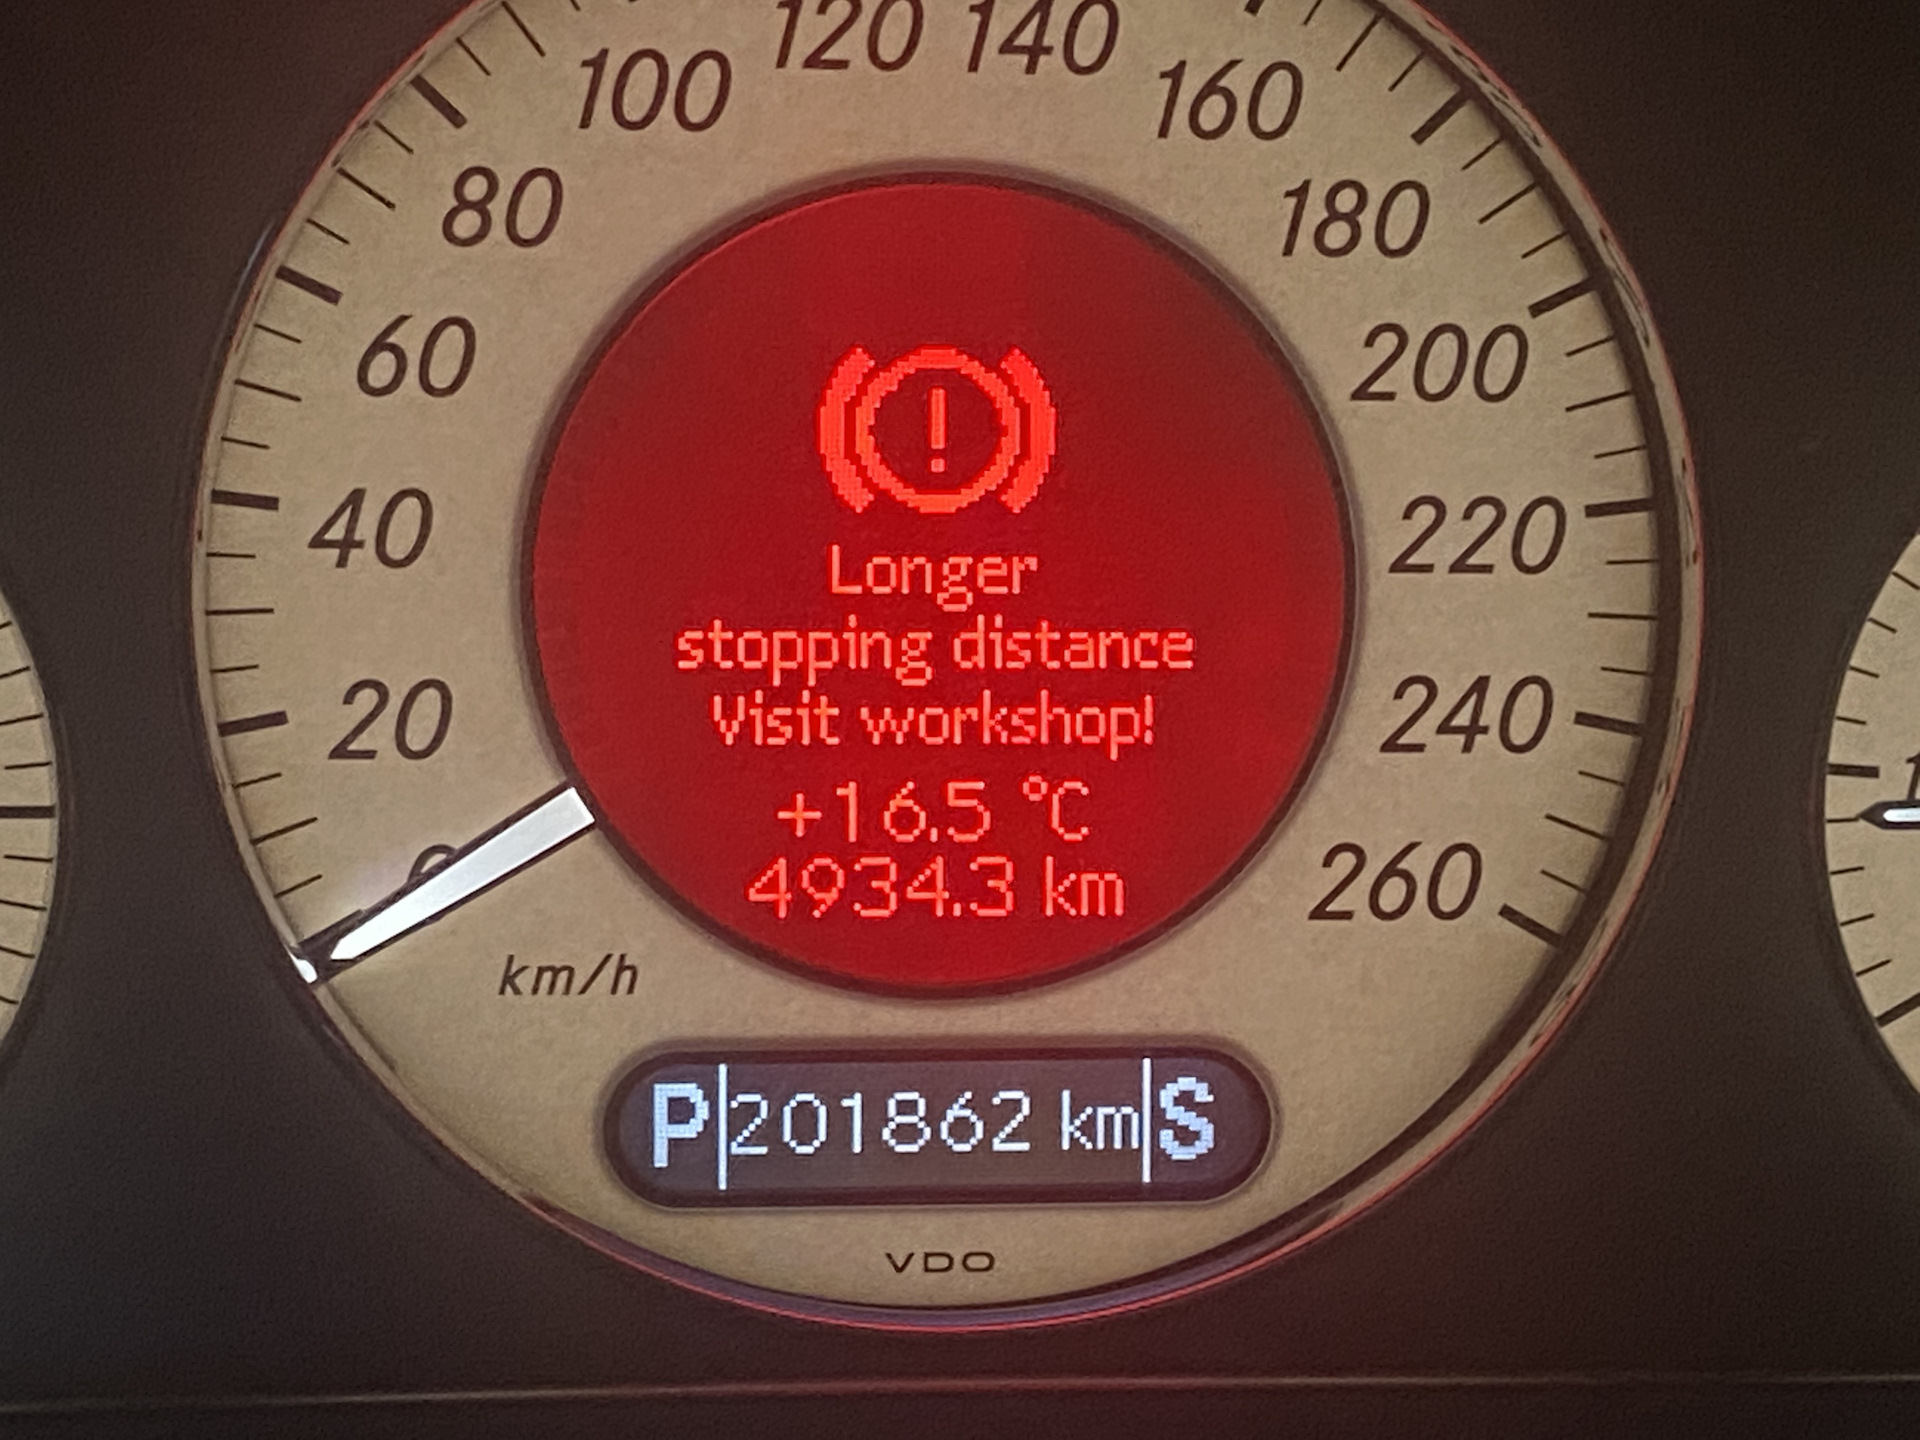 120 140
100 160
80 180
60 200
40 220
20 240
0 260
km/h
Longer
stopping distance
Visit workshop!
+16.5 °C
4934.3 km
P 201862 km S
VDO